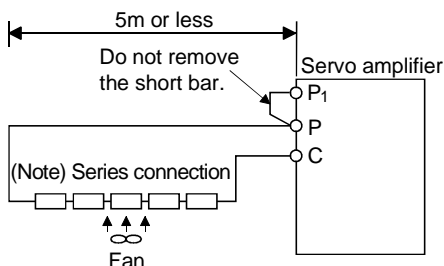 5m or less
Do not remove
the short bar.
Servo amplifier
P1
P
C
(Note) Series connection
Fan